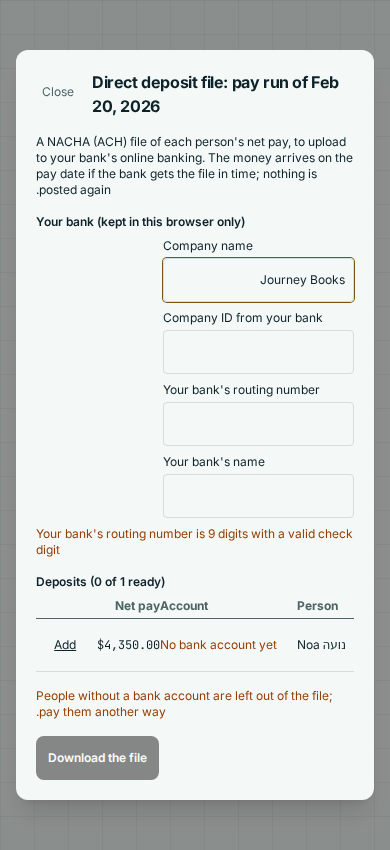 Direct deposit file: pay run of Feb
20, 2026
Close
A NACHA (ACH) file of each person's net pay, to upload
to your bank's online banking. The money arrives on the
pay date if the bank gets the file in time; nothing is
.posted again
Your bank (kept in this browser only)
Company name
Journey Books
Company ID from your bank
Your bank's routing number
Your bank's name
Your bank's routing number is 9 digits with a valid check
digit
Deposits (0 of 1 ready)
Person Account Net pay
Noa נועה No bank account yet $4,350.00 Add
People without a bank account are left out of the file;
.pay them another way
Download the file